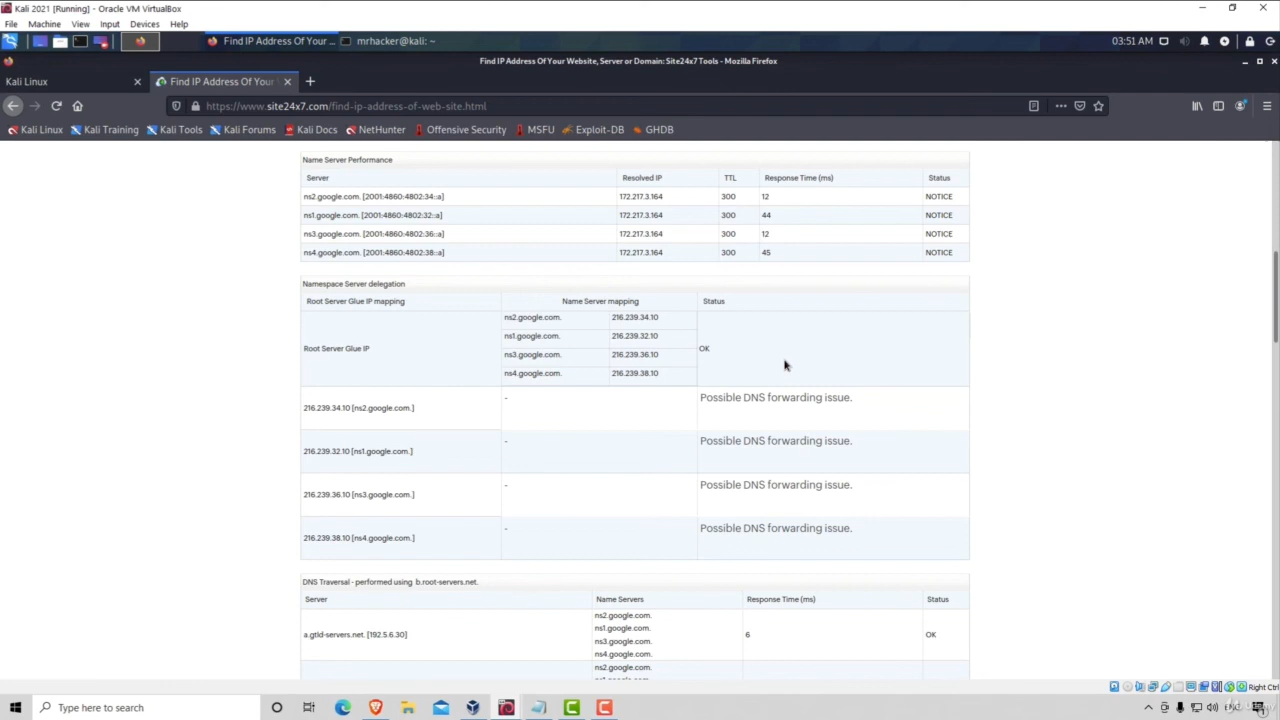 Kali 2021 [Running] - Oracle VM VirtualBox
File Machine View Input Devices Help
Find IP Address Of Your ... mrhacker@kali: ~ 03:51 AM
Find IP Address Of Your Website, Server or Domain: Site24x7 Tools - Mozilla Firefox
Kali Linux Find IP Address Of Your
https://www.site24x7.com/find-ip-address-of-web-site.html
Kali Linux Kali Training Kali Tools Kali Forums Kali Docs NetHunter Offensive Security MSFU Exploit-DB GHDB
Name Server Performance
Server Resolved IP TTL Response Time (ms) Status
ns2.google.com. [2001:4860:4802:34::a] 172.217.3.164 300 12 NOTICE
ns1.google.com. [2001:4860:4802:32::a] 172.217.3.164 300 44 NOTICE
ns3.google.com. [2001:4860:4802:36::a] 172.217.3.164 300 12 NOTICE
ns4.google.com. [2001:4860:4802:38::a] 172.217.3.164 300 45 NOTICE
Namespace Server delegation
Root Server Glue IP mapping Name Server mapping Status
ns2.google.com. 216.239.34.10
ns1.google.com. 216.239.32.10
Root Server Glue IP OK
ns3.google.com. 216.239.36.10
ns4.google.com. 216.239.38.10
216.239.34.10 [ns2.google.com.] - Possible DNS forwarding issue.
216.239.32.10 [ns1.google.com.] - Possible DNS forwarding issue.
216.239.36.10 [ns3.google.com.] - Possible DNS forwarding issue.
216.239.38.10 [ns4.google.com.] - Possible DNS forwarding issue.
DNS Traversal - performed using b.root-servers.net.
Server Name Servers Response Time (ms) Status
ns2.google.com.
ns1.google.com.
a.gtld-servers.net. [192.5.6.30] 6 OK
ns3.google.com.
ns4.google.com.
ns2.google.com.
Right Ctrl
Type here to search